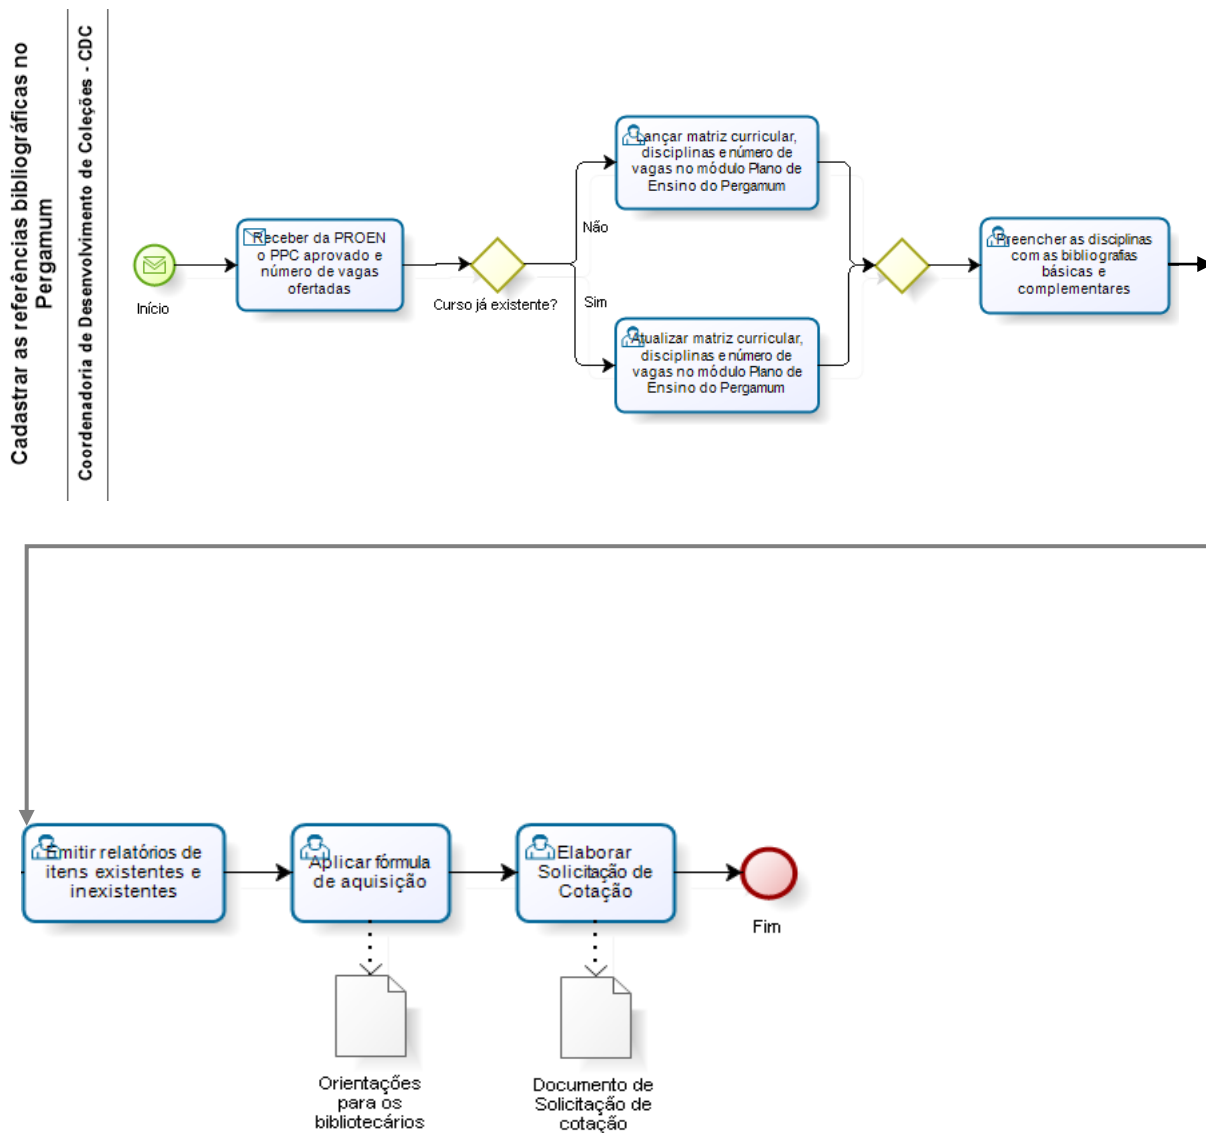 Cadastrar as referências bibliográficas no
Pergamum
Coordenadoria de Desenvolvimento de Coleções - CDC
Início
Receber da PROEN
o PPC aprovado e
número de vagas
ofertadas
Curso já existente?
Não
Sim
Lançar matriz curricular,
disciplinas e número de
vagas no módulo Plano de
Ensino do Pergamum
Atualizar matriz curricular,
disciplinas e número de
vagas no módulo Plano de
Ensino do Pergamum
Preencher as disciplinas
com as bibliografias
básicas e
complementares
Emitir relatórios de
itens existentes e
inexistentes
Aplicar fórmula
de aquisição
Elaborar
Solicitação de
Cotação
Fim
Orientações
para os
bibliotecários
Documento de
Solicitação de
cotação